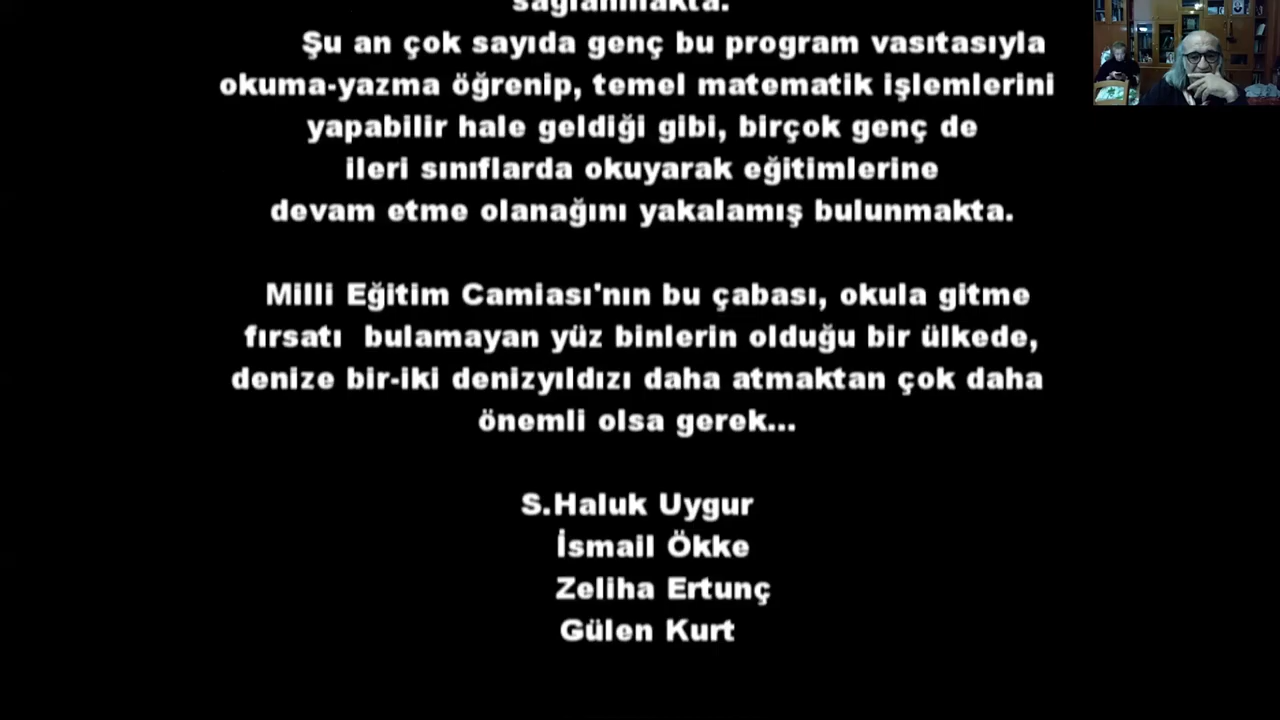 sağlanmakta.
Şu an çok sayıda genç bu program vasıtasıyla
okuma-yazma öğrenip, temel matematik işlemlerini
yapabilir hale geldiği gibi, birçok genç de
ileri sınıflarda okuyarak eğitimlerine
devam etme olanağını yakalamış bulunmakta.
Milli Eğitim Camiası'nın bu çabası, okula gitme
fırsatı  bulamayan yüz binlerin olduğu bir ülkede,
denize bir-iki denizyıldızı daha atmaktan çok daha
önemli olsa gerek...
S.Haluk Uygur
İsmail Ökke
Zeliha Ertunç
Gülen Kurt